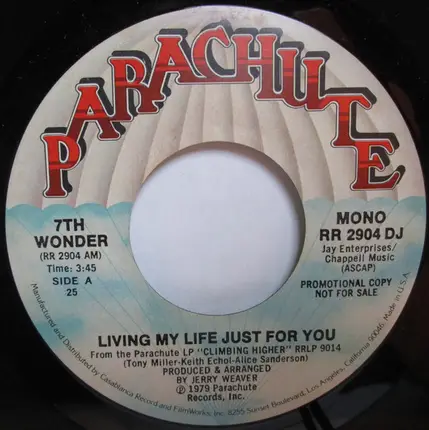 PARACHUTE
7TH
WONDER
(RR 2904 AM)
Time: 3:45
SIDE A
25
MONO
RR 2904 DJ
Jay Enterprises/
Chappell Music
(ASCAP)
PROMOTIONAL COPY
NOT FOR SALE
LIVING MY LIFE JUST FOR YOU
From the Parachute LP "CLIMBING HIGHER" RRLP 9014
(Tony Miller-Keith Echol-Alice Sanderson)
PRODUCED & ARRANGED
BY JERRY WEAVER
℗ 1979 Parachute
Records, Inc.
Manufactured and Distributed by Casablanca Record and FilmWorks, Inc. 8255 Sunset Boulevard, Los Angeles, California 90046. Made in U.S.A.